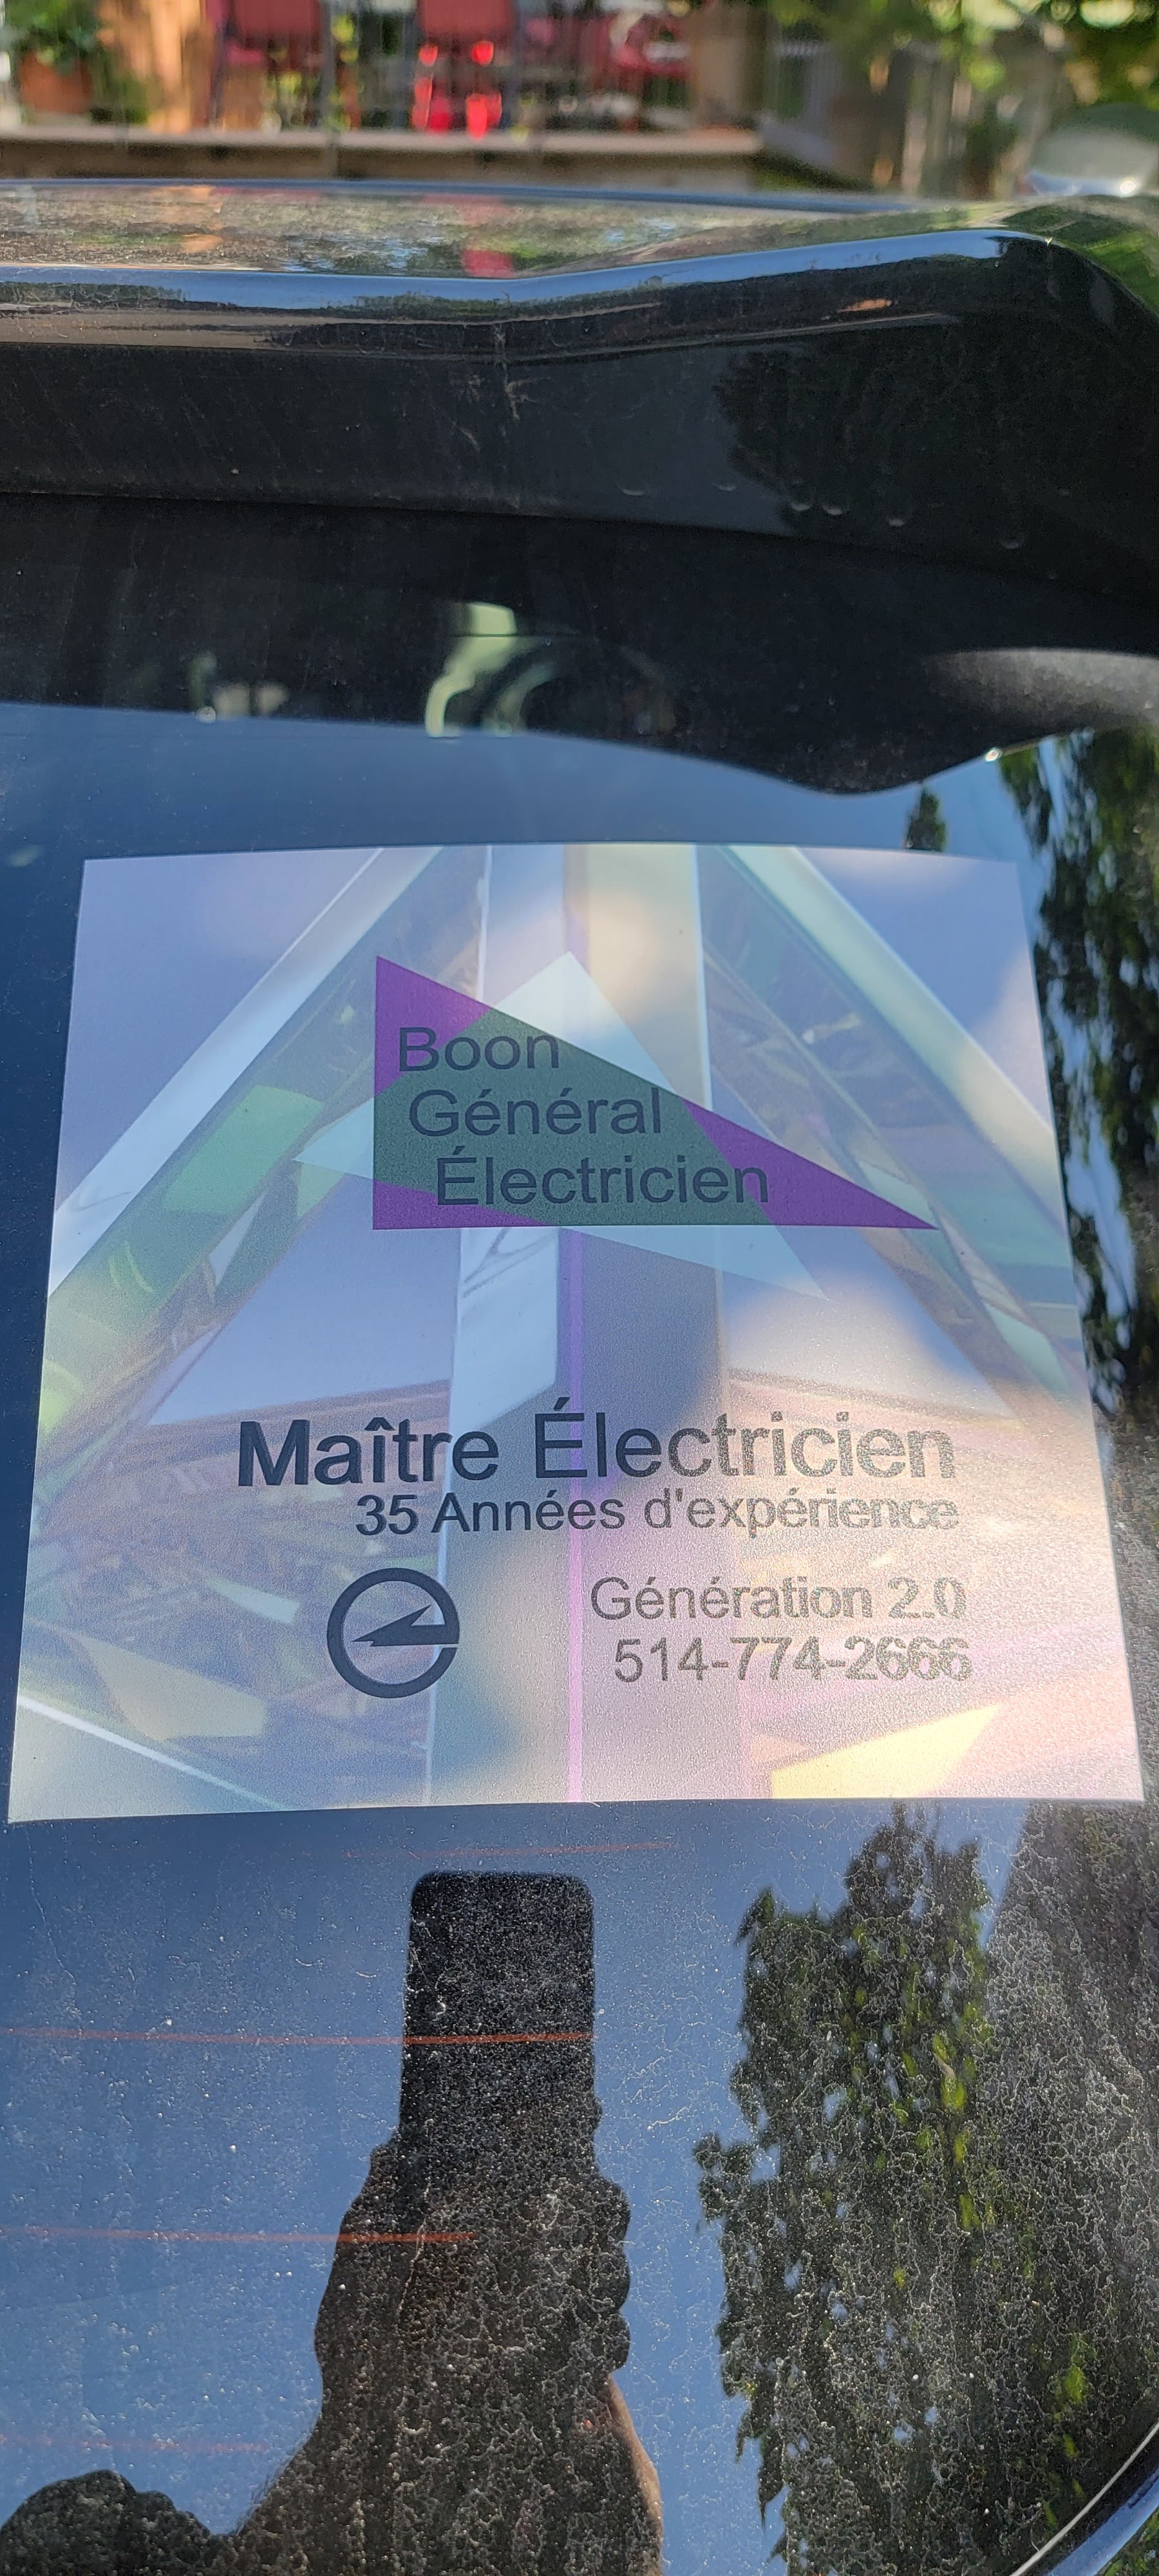 Boon
Général
Électricien
Maître Électricien
35 Années d'expérience
Génération 2.0
514-774-2666